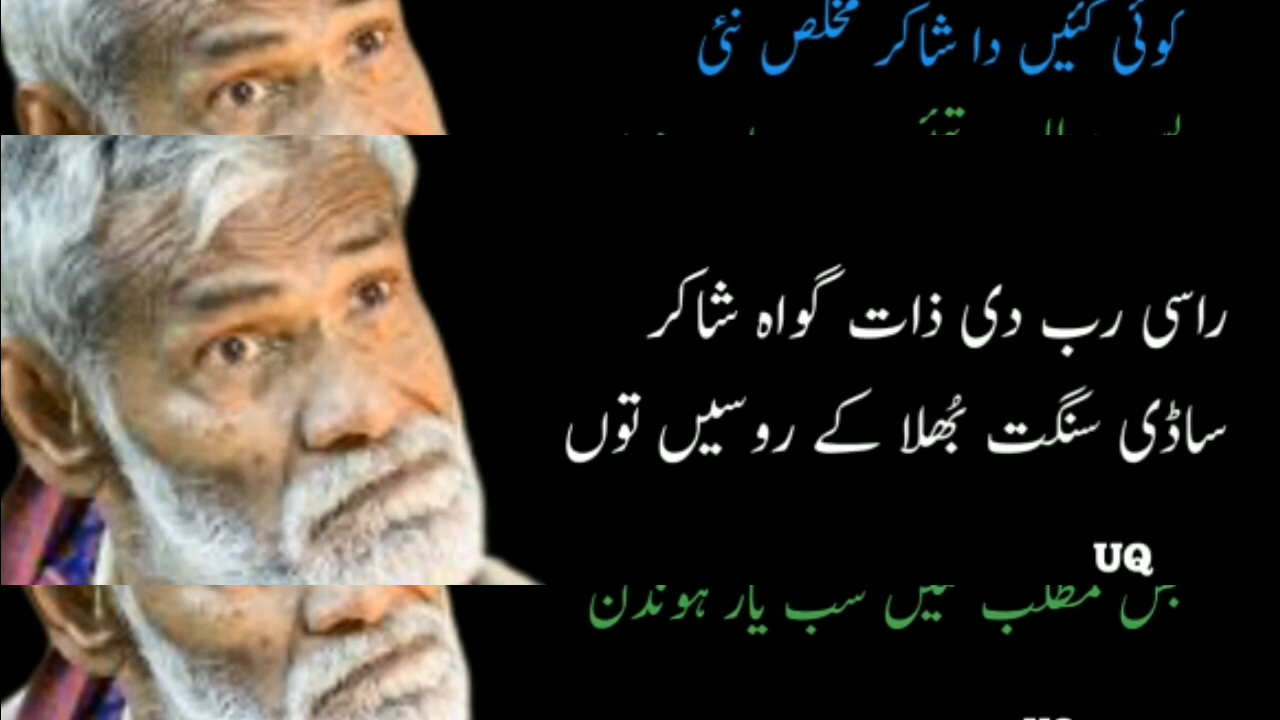 کوئی کئیں دا شاکر مخلص نئی
راسی رب دی ذات گواہ شاکر
ساڈی سنگت بُھلا کے روسیں توں
UQ
بس مطلب تئیں سب یار ہوندن